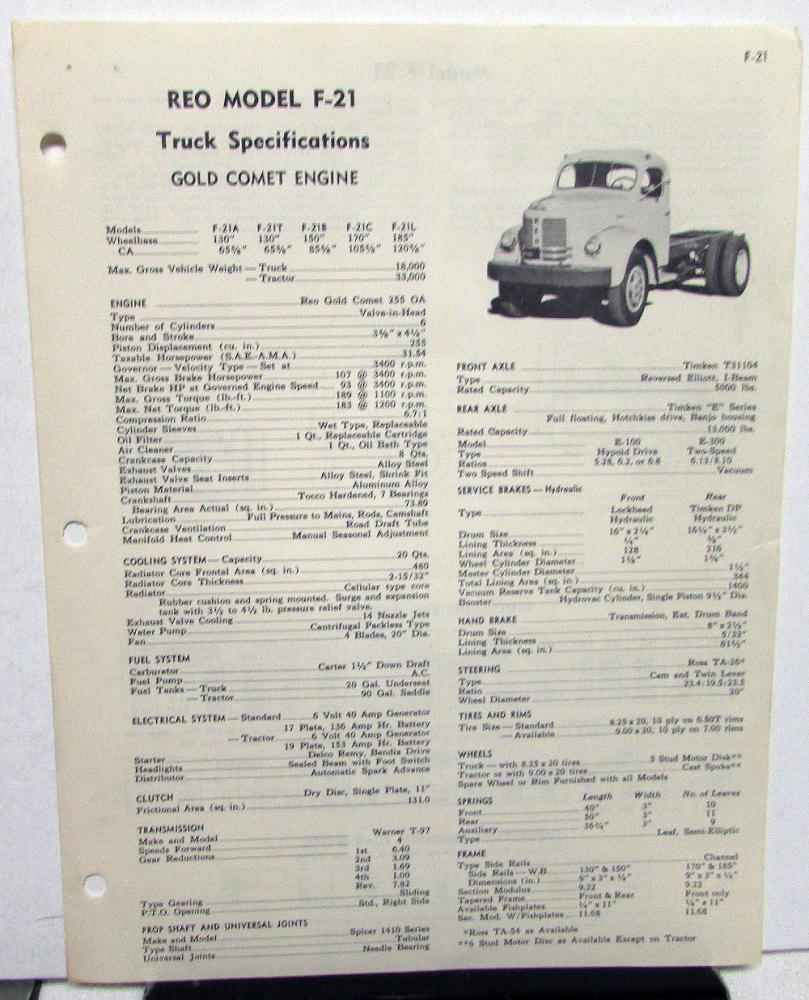 F-21
REO MODEL F-21
Truck Specifications
GOLD COMET ENGINE
Models F-21A F-21T F-21B F-21C F-21L
Wheelbase 130" 130" 150" 170" 185"
CA 65⅝" 65⅝" 85⅝" 105⅝" 120⅝"
Max. Gross Vehicle Weight — Truck 18,000
— Tractor 33,000
ENGINE Reo Gold Comet 255 OA
Type Valve-in-Head
Number of Cylinders 6
Bore and Stroke 3⅝" x 4⅛"
Piston Displacement (cu. in.) 255
Taxable Horsepower (S.A.E.-A.M.A.) 31.54
Governor — Velocity Type — Set at 3400 r.p.m.
Max. Gross Brake Horsepower 107 @ 3400 r.p.m.
Net Brake HP at Governed Engine Speed 93 @ 3400 r.p.m.
Max. Gross Torque (lb.-ft.) 189 @ 1100 r.p.m.
Max. Net Torque (lb.-ft.) 183 @ 1200 r.p.m.
Compression Ratio 6.7:1
Cylinder Sleeves Wet Type, Replaceable
Oil Filter 1 Qt., Replaceable Cartridge
Air Cleaner 1 Qt., Oil Bath Type
Crankcase Capacity 8 Qts.
Exhaust Valves Alloy Steel
Exhaust Valve Seat Inserts Alloy Steel, Shrink Fit
Piston Material Aluminum Alloy
Crankshaft Tocco Hardened, 7 Bearings
Bearing Area Actual (sq. in.) 73.89
Lubrication Full Pressure to Mains, Rods, Camshaft
Crankcase Ventilation Road Draft Tube
Manifold Heat Control Manual Seasonal Adjustment
COOLING SYSTEM — Capacity 20 Qts.
Radiator Core Frontal Area (sq. in.) 480
Radiator Core Thickness 2-15/32"
Radiator Cellular type core
Rubber cushion and spring mounted. Surge and expansion
tank with 3½ to 4½ lb. pressure relief valve.
Exhaust Valve Cooling 14 Nozzle Jets
Water Pump Centrifugal Packless Type
Fan 4 Blades, 20" Dia.
FUEL SYSTEM
Carburetor Carter 1½" Down Draft
Fuel Pump A.C.
Fuel Tanks — Truck 20 Gal. Underseat
— Tractor 90 Gal. Saddle
ELECTRICAL SYSTEM — Standard 6 Volt 40 Amp Generator
17 Plate, 136 Amp Hr. Battery
— Tractor 6 Volt 40 Amp Generator
19 Plate, 153 Amp Hr. Battery
Starter Delco Remy, Bendix Drive
Headlights Sealed Beam with Foot Switch
Distributor Automatic Spark Advance
CLUTCH Dry Disc, Single Plate, 11"
Frictional Area (sq. in.) 131.0
TRANSMISSION
Make and Model Warner T-97
Speeds Forward 4
Gear Reductions 1st 6.40
2nd 3.09
3rd 1.69
4th 1.00
Rev. 7.82
Type Gearing Sliding
P.T.O. Opening Std., Right Side
PROP SHAFT AND UNIVERSAL JOINTS
Make and Model Spicer 1410 Series
Type Shaft Tubular
Universal Joints Needle Bearing
REO
FRONT AXLE Timken T31104
Type Reversed Elliott, I-Beam
Rated Capacity 5000 lbs.
REAR AXLE Timken "E" Series
Full floating, Hotchkiss drive, Banjo housing
Rated Capacity 13,000 lbs.
Model E-100 E-300
Type Hypoid Drive Two-Speed
Ratios 5.28, 6.2, or 6.8 6.13/8.10
Two Speed Shift Vacuum
SERVICE BRAKES — Hydraulic
Front Rear
Type Lockheed Timken DP
Hydraulic Hydraulic
Drum Size 16" x 2¼" 16¼" x 3½"
Lining Thickness ¼" ⅜"
Lining Area (sq. in.) 128 216
Wheel Cylinder Diameter 1⅜" 1⅜"
Master Cylinder Diameter 1½"
Total Lining Area (sq. in.) 344
Vacuum Reserve Tank Capacity (cu. in.) 1400
Booster Hydrovac Cylinder, Single Piston 9½" Dia.
HAND BRAKE Transmission, Ext. Drum Band
Drum Size 8" x 2½"
Lining Thickness 5/32"
Lining Area (sq. in.) 61½"
STEERING Ross TA-26*
Type Cam and Twin Lever
Ratio 23.4:19.5:23.5
Wheel Diameter 20"
TIRES AND RIMS
Tire Size — Standard 8.25 x 20, 10 ply on 6.50T rims
— Available 9.00 x 20, 10 ply on 7.00 rims
WHEELS
Truck — with 8.25 x 20 tires 5 Stud Motor Disk**
Tractor or with 9.00 x 20 tires Cast Spoke**
Spare Wheel or Rim Furnished with all Models
SPRINGS Length Width No. of Leaves
Front 40" 3" 10
Rear 50" 3" 11
Auxiliary 36¼" 3" 9
Type Leaf, Semi-Elliptic
FRAME
Type Side Rails Channel
Side Rails — W.B. 130" & 150" 170" & 185"
Dimensions (in.) 9" x 3" x ¼" 9" x 3" x ¼"
Section Modulus 9.22 9.22
Tapered Frame Front & Rear Front only
Available Fishplates ¼" x 11" ¼" x 11"
Sec. Mod. W/Fishplates 11.68 11.68
*Ross TA-54 as Available
**6 Stud Motor Disc as Available Except on Tractor